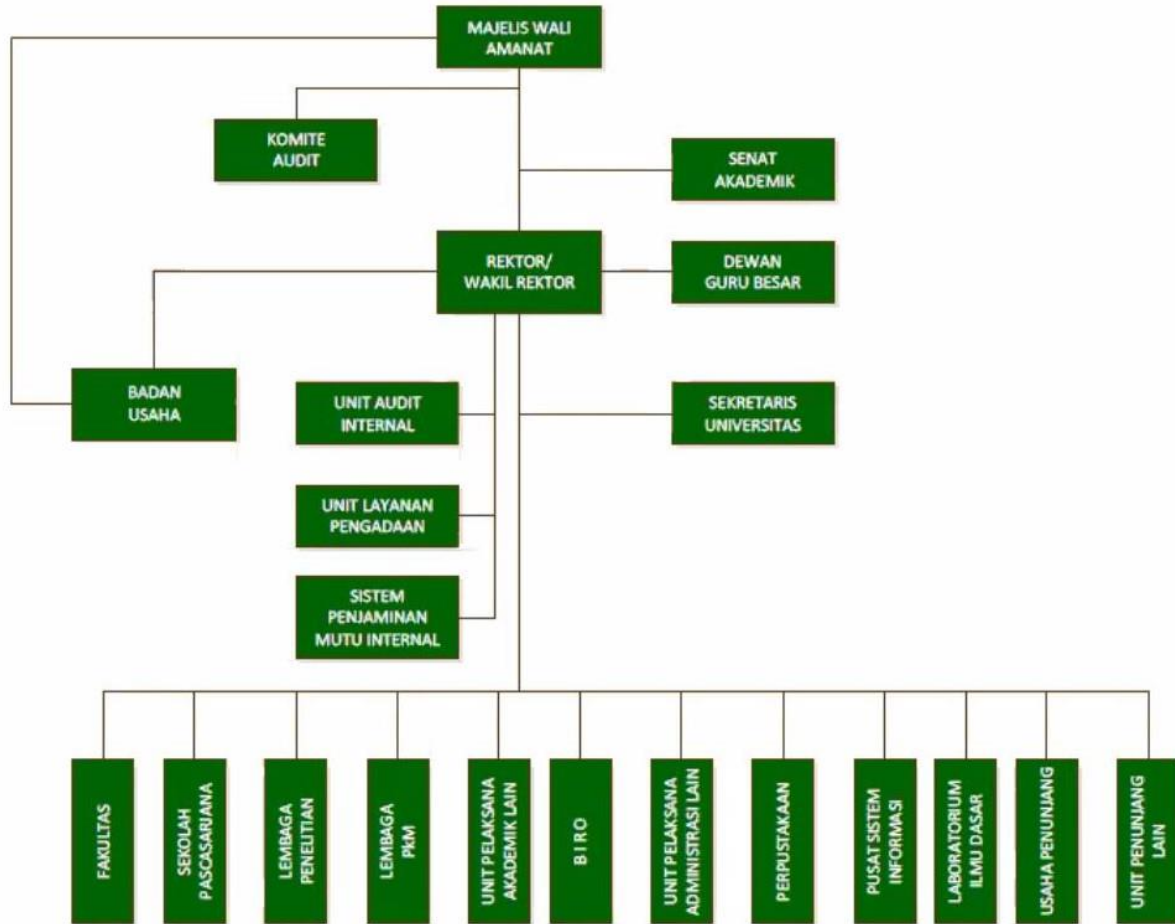 MAJELIS WALI
AMANAT
KOMITE
AUDIT
SENAT
AKADEMIK
REKTOR/
WAKIL REKTOR
DEWAN
GURU BESAR
BADAN
USAHA
UNIT AUDIT
INTERNAL
SEKRETARIS
UNIVERSITAS
UNIT LAYANAN
PENGADAAN
SISTEM
PENJAMINAN
MUTU INTERNAL
FAKULTAS
SEKOLAH
PASCASARJANA
LEMBAGA
PENELITIAN
LEMBAGA
PkM
UNIT PELAKSANA
AKADEMIK LAIN
B I R O
UNIT PELAKSANA
ADMINISTRASI LAIN
PERPUSTAKAAN
PUSAT SISTEM
INFORMASI
LABORATORIUM
ILMU DASAR
USAHA PENUNJANG
UNIT PENUNJANG
LAIN